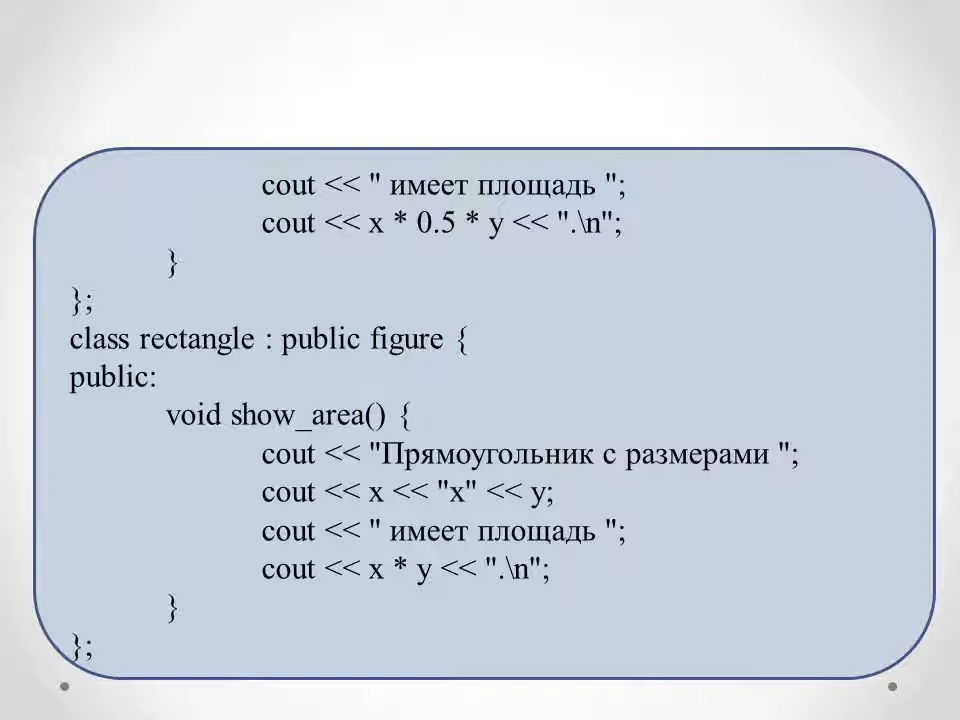 cout << " имеет площадь ";
cout << x * 0.5 * y << ".\n";
}
};
class rectangle : public figure {
public:
void show_area() {
cout << "Прямоугольник с размерами ";
cout << x << "x" << y;
cout << " имеет площадь ";
cout << x * y << ".\n";
}
};